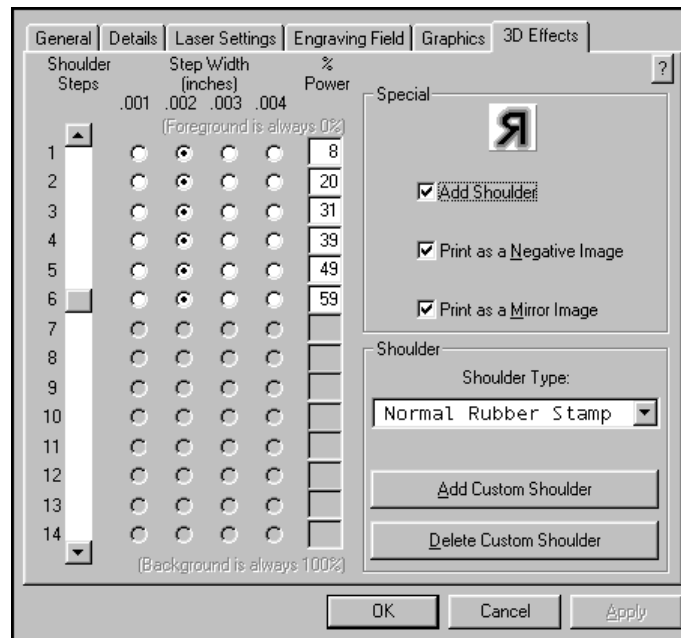 General Details Laser Settings Engraving Field Graphics 3D Effects
Shoulder Steps Step Width (inches) % Power
.001 .002 .003 .004
(Foreground is always 0%)
1 8
2 20
3 31
4 39
5 49
6 59
7
8
9
10
11
12
13
14
(Background is always 100%)
?
Special
R
Add Shoulder
Print as a Negative Image
Print as a Mirror Image
Shoulder
Shoulder Type:
Normal Rubber Stamp
Add Custom Shoulder
Delete Custom Shoulder
OK Cancel Apply